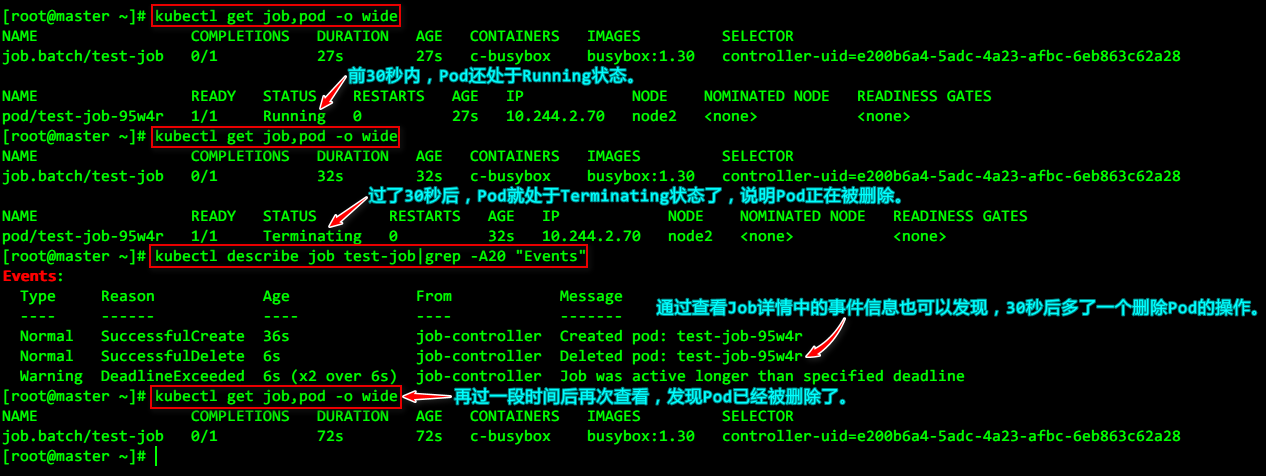 [root@master ~]# kubectl get job,pod -o wide
NAME COMPLETIONS DURATION AGE CONTAINERS IMAGES SELECTOR
job.batch/test-job 0/1 27s 27s c-busybox busybox:1.30 controller-uid=e200b6a4-5adc-4a23-afbc-6eb863c62a28
前30秒内，Pod还处于Running状态。
NAME READY STATUS RESTARTS AGE IP NODE NOMINATED NODE READINESS GATES
pod/test-job-95w4r 1/1 Running 0 27s 10.244.2.70 node2 <none> <none>
[root@master ~]# kubectl get job,pod -o wide
NAME COMPLETIONS DURATION AGE CONTAINERS IMAGES SELECTOR
job.batch/test-job 0/1 32s 32s c-busybox busybox:1.30 controller-uid=e200b6a4-5adc-4a23-afbc-6eb863c62a28
过了30秒后，Pod就处于Terminating状态了，说明Pod正在被删除。
NAME READY STATUS RESTARTS AGE IP NODE NOMINATED NODE READINESS GATES
pod/test-job-95w4r 1/1 Terminating 0 32s 10.244.2.70 node2 <none> <none>
[root@master ~]# kubectl describe job test-job|grep -A20 "Events"
Events:
Type Reason Age From Message
---- ------ ---- ---- -------
通过查看Job详情中的事件信息也可以发现，30秒后多了一个删除Pod的操作。
Normal SuccessfulCreate 36s job-controller Created pod: test-job-95w4r
Normal SuccessfulDelete 6s job-controller Deleted pod: test-job-95w4r
Warning DeadlineExceeded 6s (x2 over 6s) job-controller Job was active longer than specified deadline
[root@master ~]# kubectl get job,pod -o wide 再过一段时间后再次查看，发现Pod已经被删除了。
NAME COMPLETIONS DURATION AGE CONTAINERS IMAGES SELECTOR
job.batch/test-job 0/1 72s 72s c-busybox busybox:1.30 controller-uid=e200b6a4-5adc-4a23-afbc-6eb863c62a28
[root@master ~]#